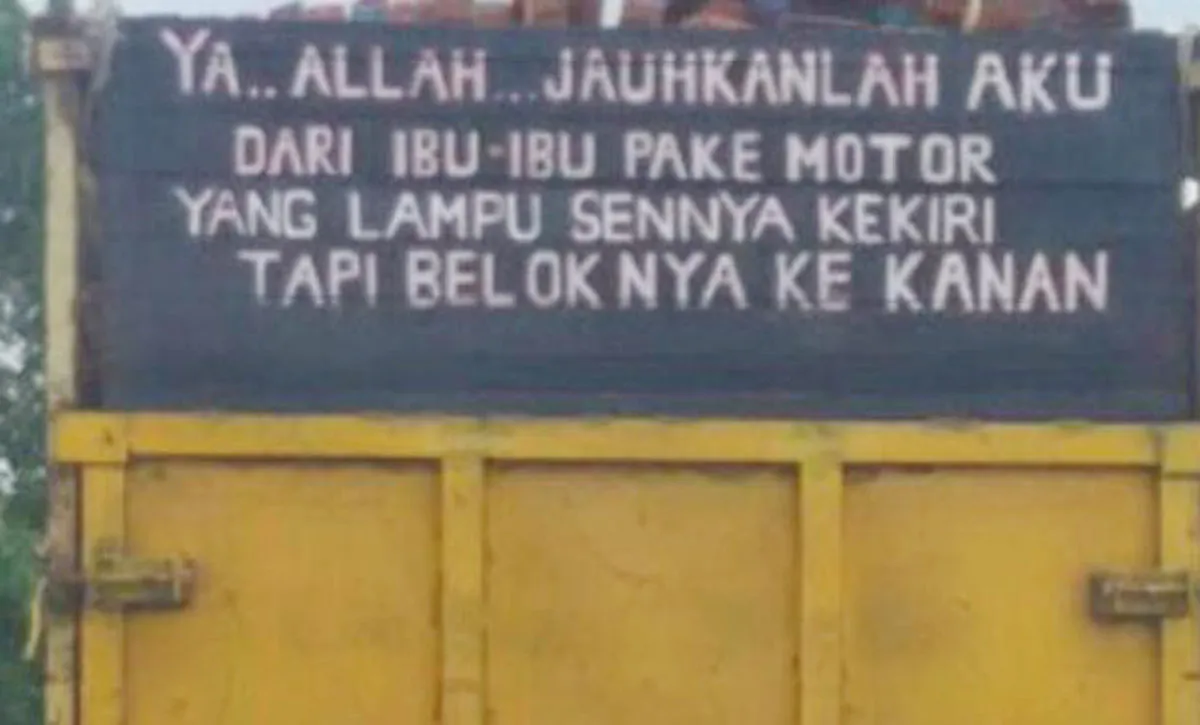 YA.. ALLAH...JAUHKANLAH AKU
DARI IBU-IBU PAKE MOTOR
YANG LAMPU SENNYA KEKIRI
TAPI BELOKNYA KE KANAN